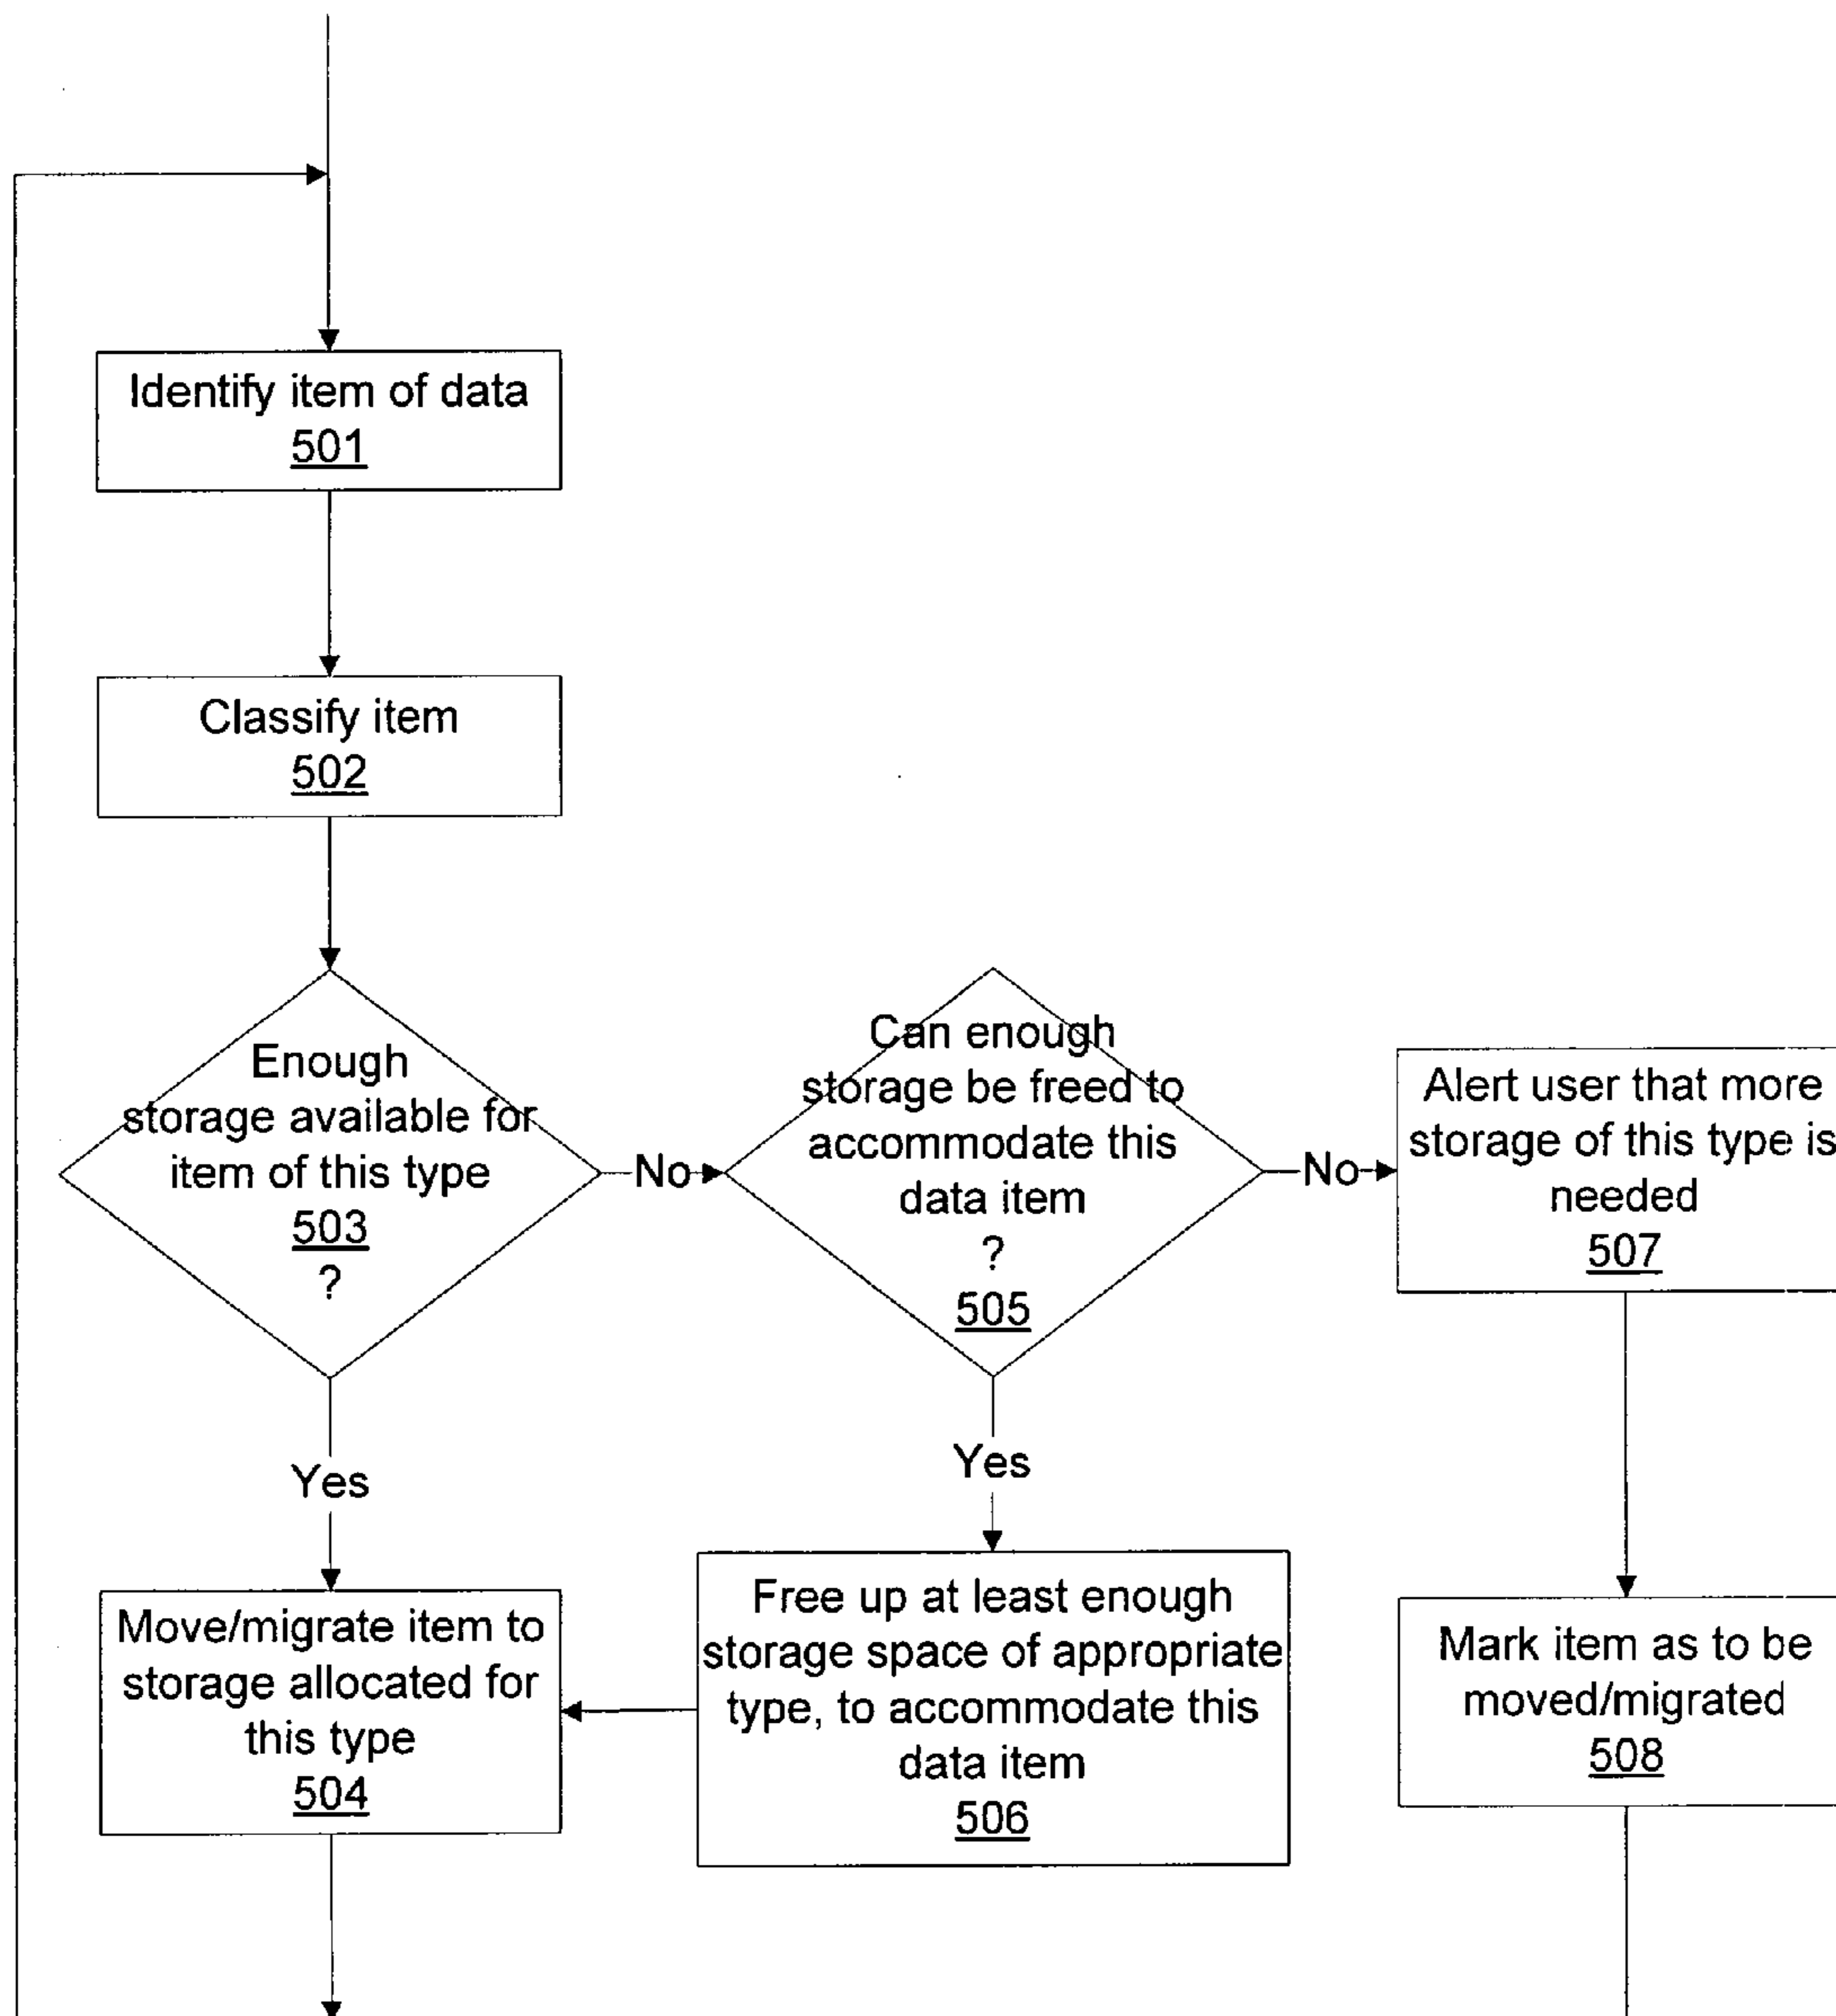 Identify item of data
501
Classify item
502
Enough
storage available for
item of this type
503
?
No
Can enough
storage be freed to
accommodate this
data item
?
505
No
Alert user that more
storage of this type is
needed
507
Yes
Yes
Move/migrate item to
storage allocated for
this type
504
Free up at least enough
storage space of appropriate
type, to accommodate this
data item
506
Mark item as to be
moved/migrated
508